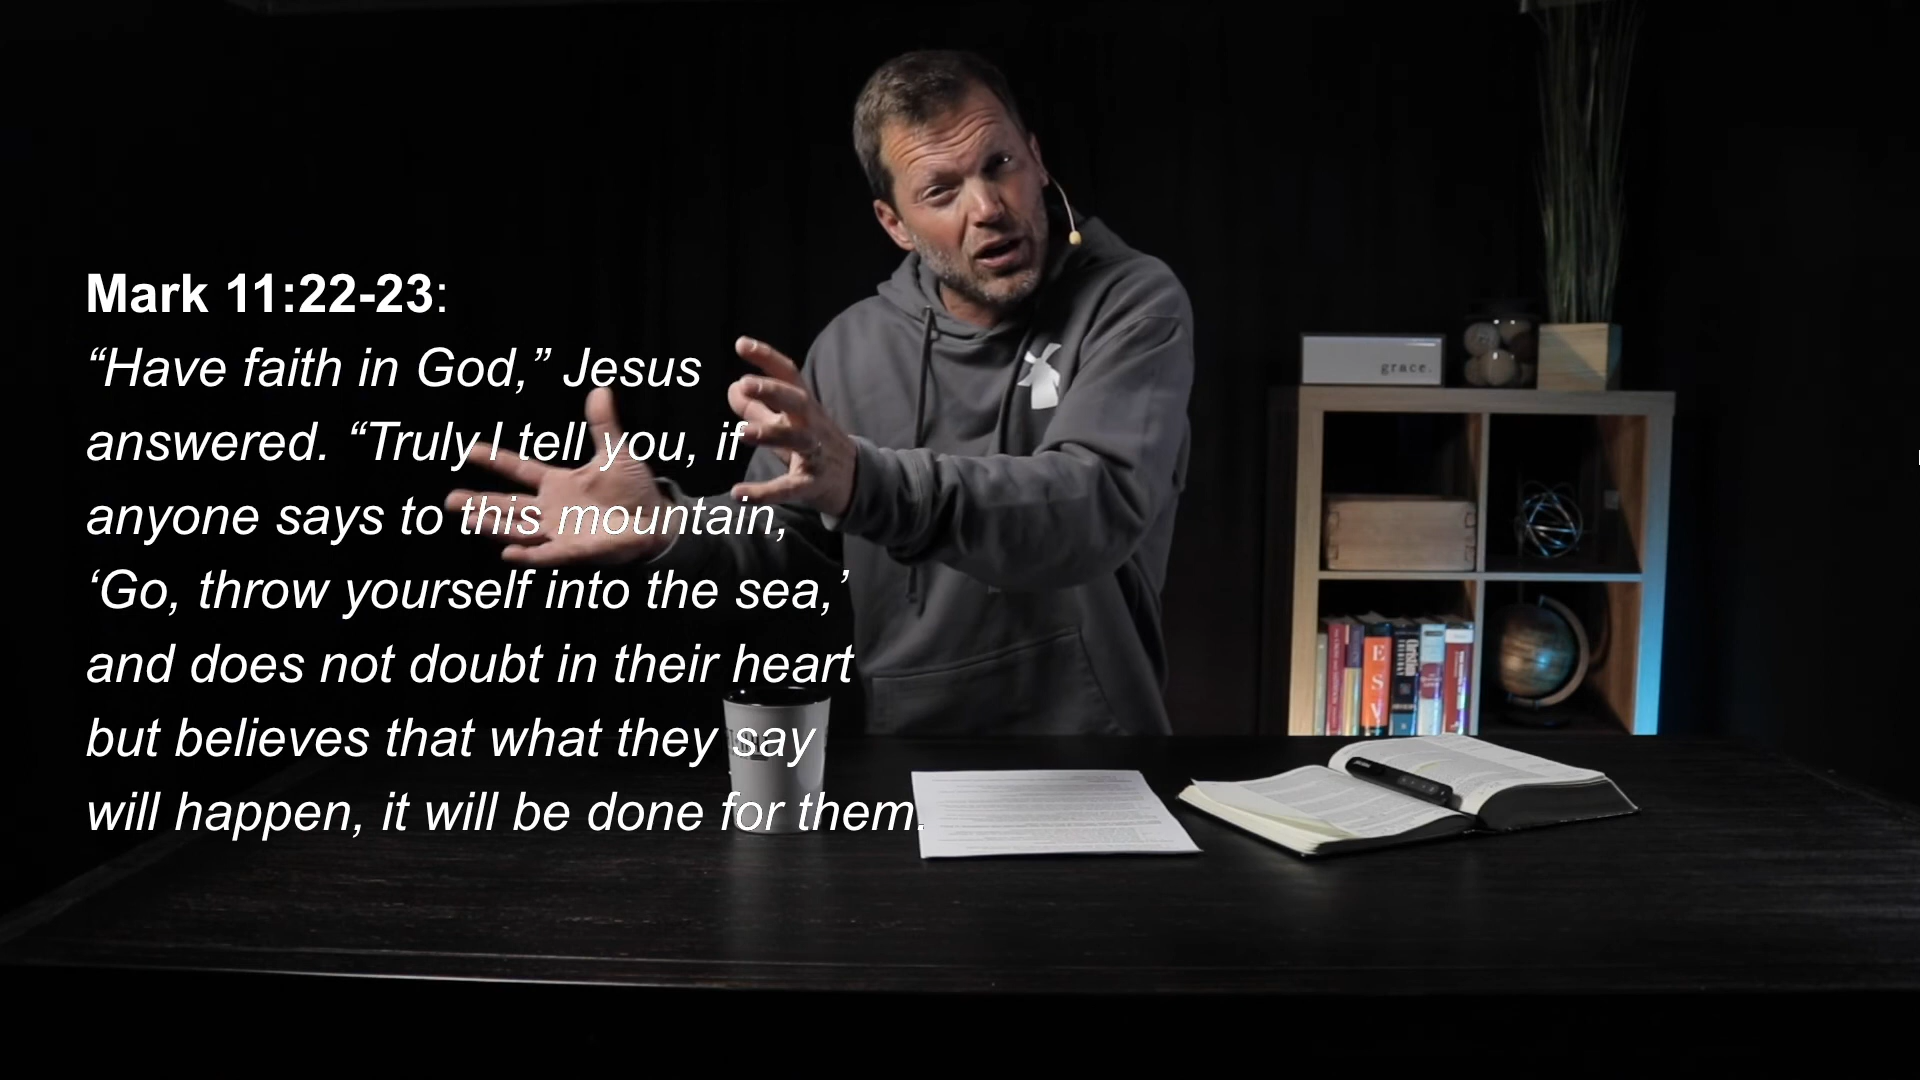 Mark 11:22-23:
“Have faith in God,” Jesus
answered. “Truly I tell you, if
anyone says to this mountain,
‘Go, throw yourself into the sea,’
and does not doubt in their heart
but believes that what they say
will happen, it will be done for them.
grace.
E
S
V
Christian